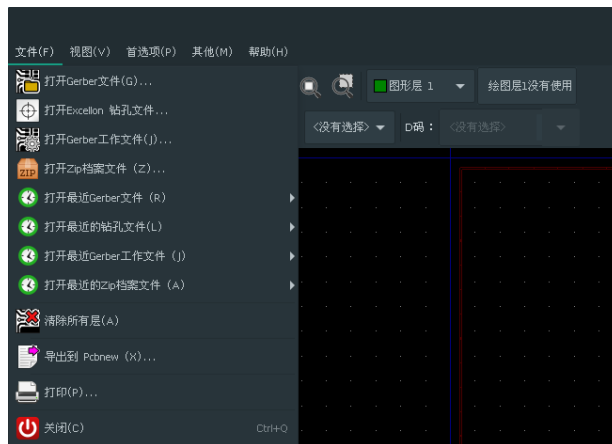 文件(F) 视图(V) 首选项(P) 其他(M) 帮助(H)
打开Gerber文件(G)...
图形层 1
绘图层1没有使用
打开Excellon 钻孔文件...
<没有选择>
D码：
<没有选择>
打开Gerber工作文件(J)...
ZIP
打开Zip档案文件 (Z)...
打开最近Gerber文件 (R)
打开最近的钻孔文件(L)
打开最近Gerber工作文件 (J)
打开最近的Zip档案文件 (A)
清除所有层(A)
导出到 Pcbnew (X)...
打印(P)...
关闭(C) Ctrl+Q